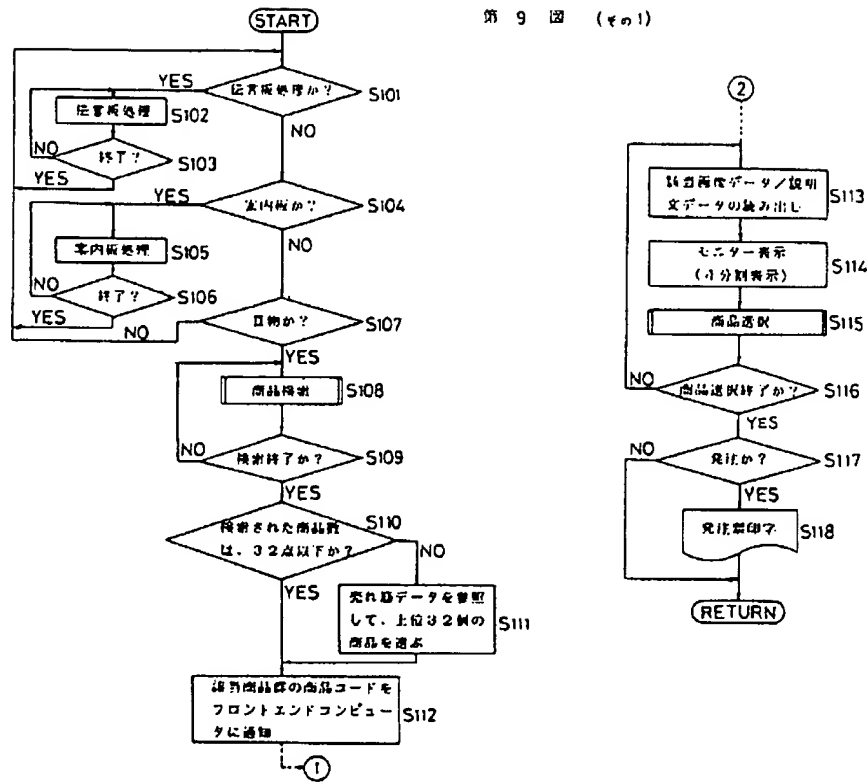 第 9 図 (その1)
START
伝言板処理か?
S101
YES
NO
伝言板処理
S102
終了?
S103
NO
YES
案内板か?
S104
YES
NO
案内板処理
S105
終了?
S106
NO
YES
買物か?
S107
NO
YES
商品検索
S108
検索終了か?
S109
NO
YES
検索された商品数
は、32点以下か?
S110
NO
YES
売れ筋データを参照
して、上位32個の
商品を選ぶ
S111
該当商品群の商品コードを
フロントエンドコンピュー
タに通知
S112
1
2
該当画像データ/説明
文データの読み出し
S113
モニター表示
(4分割表示)
S114
商品選択
S115
商品選択終了か?
S116
NO
YES
発注か?
S117
NO
YES
発注票印字
S118
RETURN